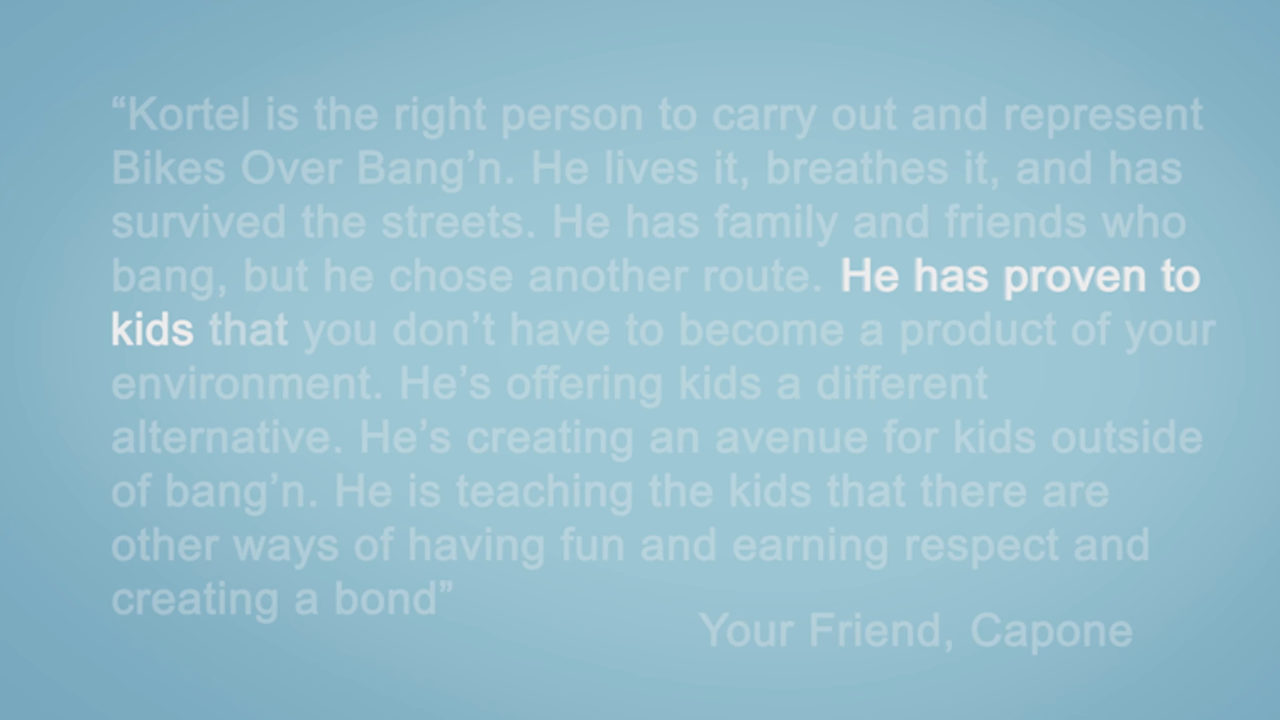 “Kortel is the right person to carry out and represent
Bikes Over Bang’n. He lives it, breathes it, and has
survived the streets. He has family and friends who
bang, but he chose another route. He has proven to
kids that you don’t have to become a product of your
environment. He’s offering kids a different
alternative. He’s creating an avenue for kids outside
of bang’n. He is teaching the kids that there are
other ways of having fun and earning respect and
creating a bond”
Your Friend, Capone